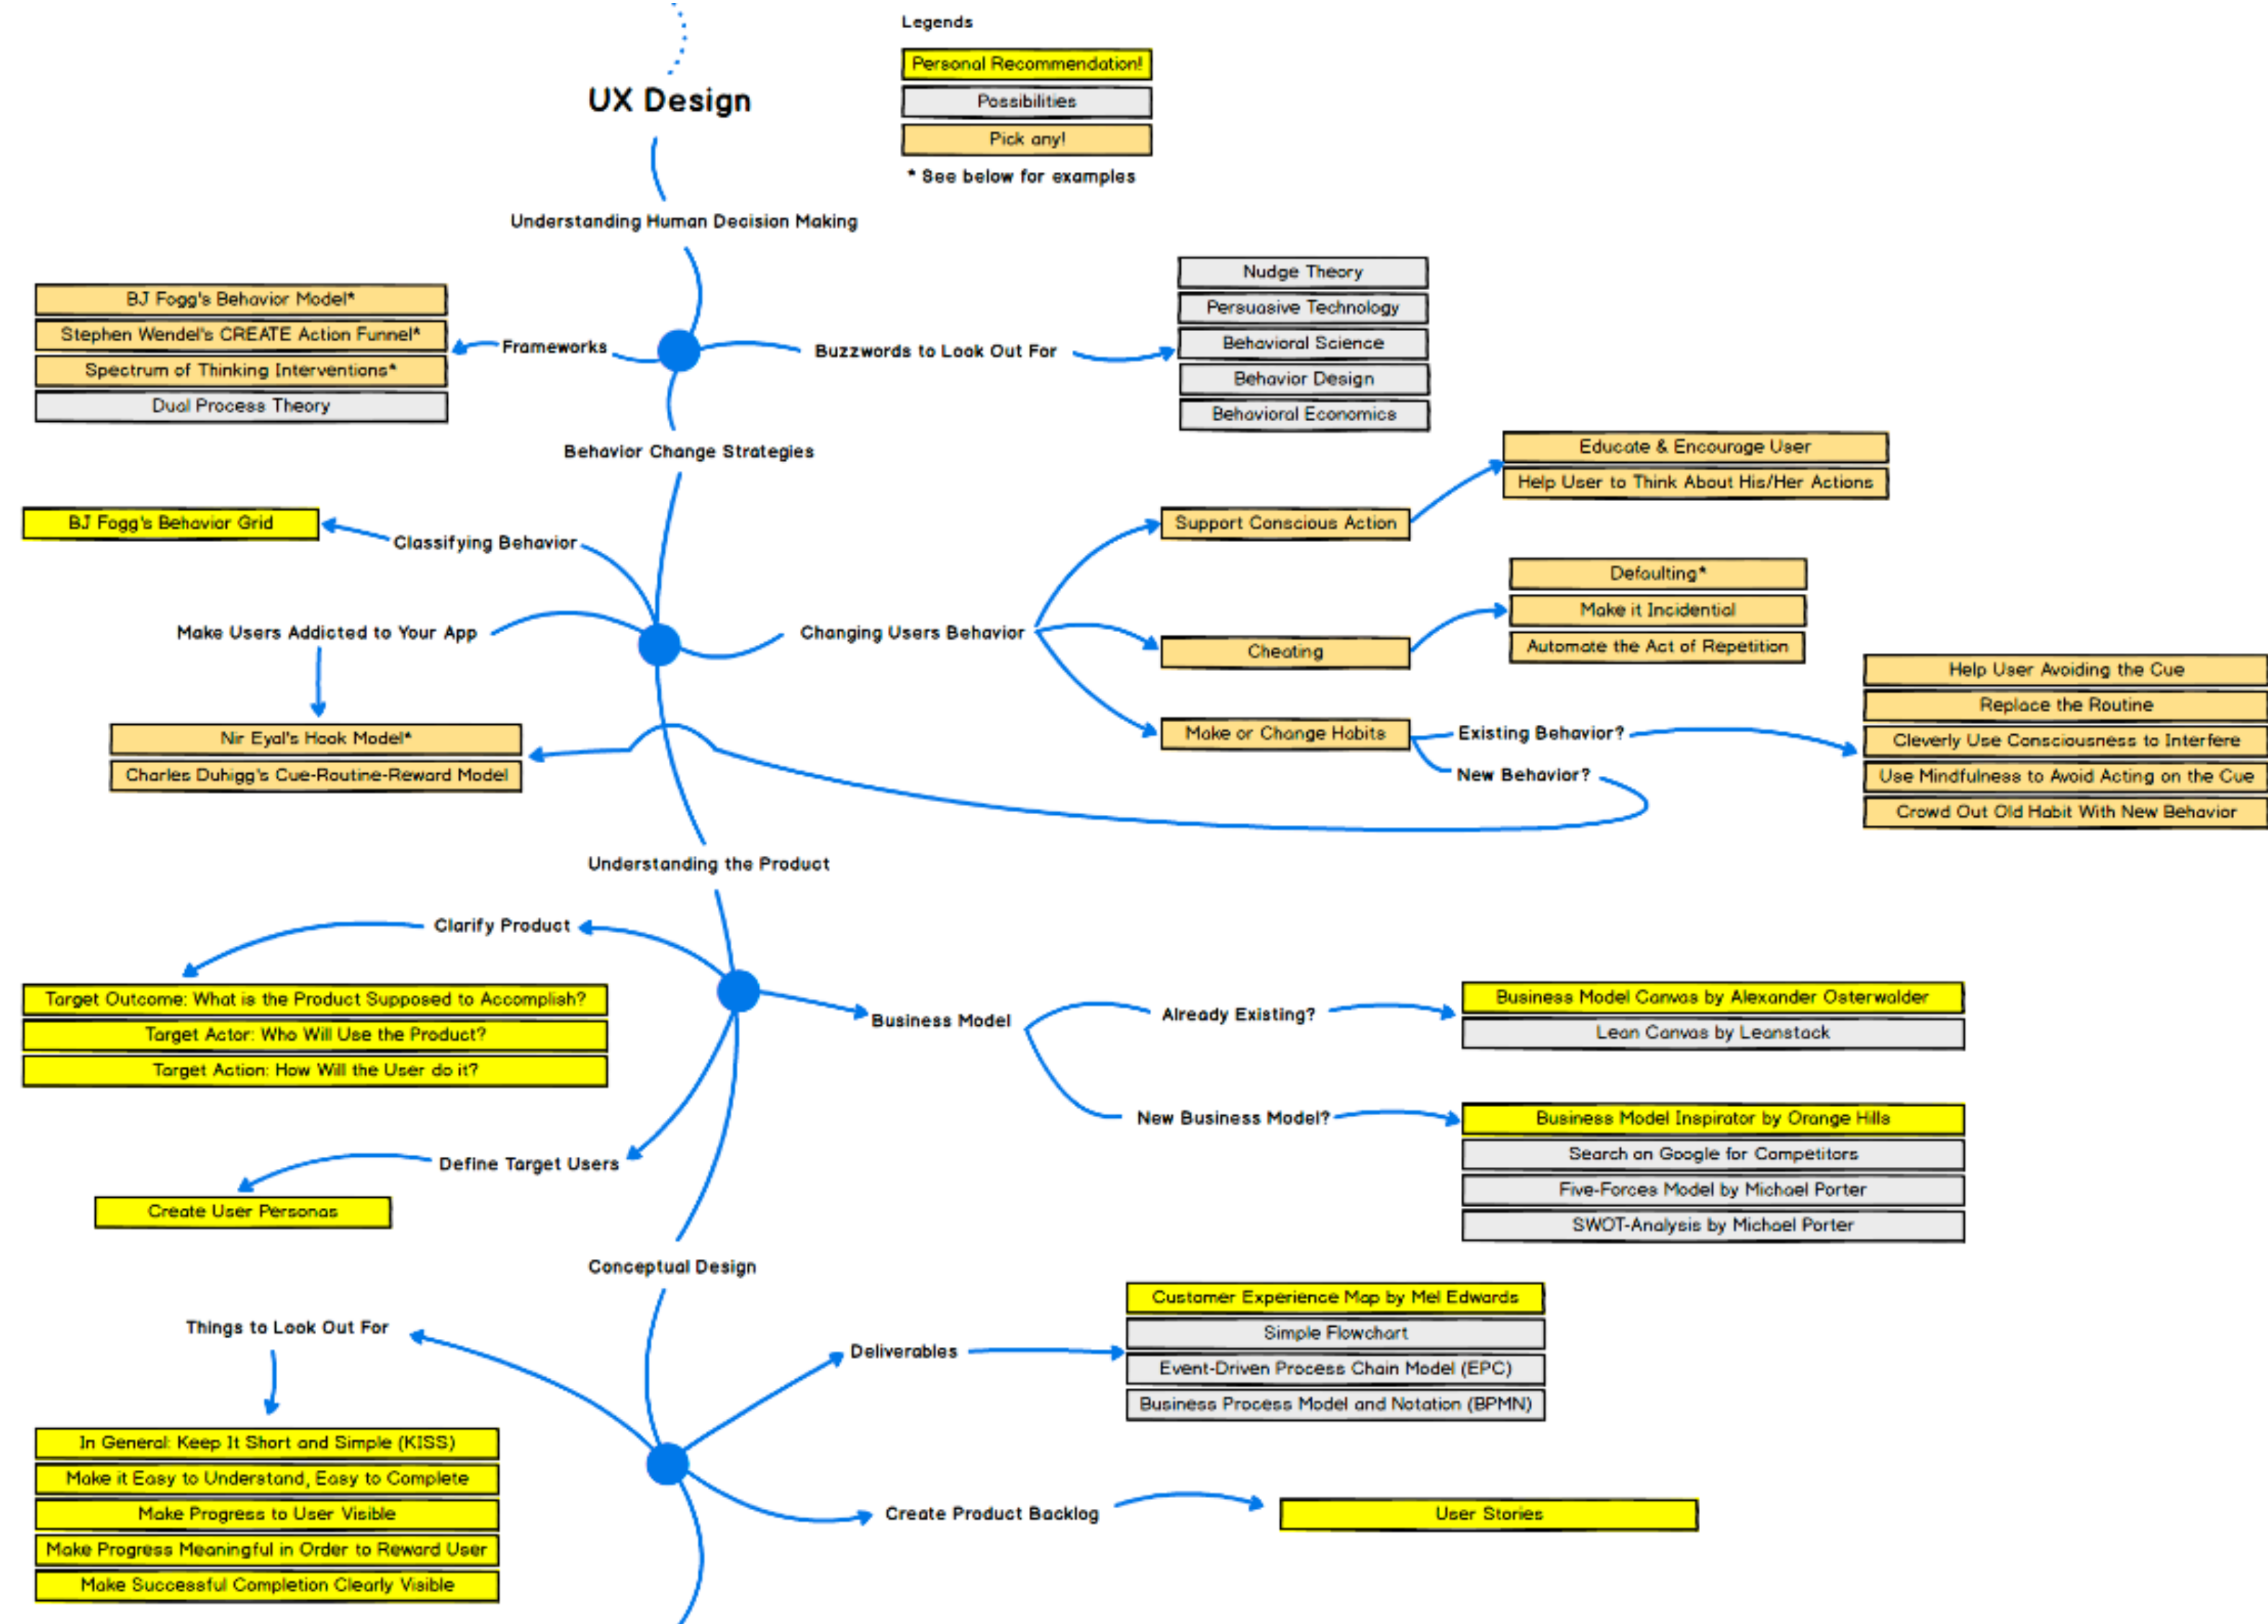 Legends
Personal Recommendation!
Possibilities
Pick any!
* See below for examples
UX Design
Understanding Human Decision Making
BJ Fogg's Behavior Model*
Stephen Wendel's CREATE Action Funnel*
Spectrum of Thinking Interventions*
Dual Process Theory
Frameworks
Buzzwords to Look Out For
Nudge Theory
Persuasive Technology
Behavioral Science
Behavior Design
Behavioral Economics
Behavior Change Strategies
BJ Fogg's Behavior Grid
Classifying Behavior
Make Users Addicted to Your App
Nir Eyal's Hook Model*
Charles Duhigg's Cue-Routine-Reward Model
Changing Users Behavior
Support Conscious Action
Educate & Encourage User
Help User to Think About His/Her Actions
Cheating
Defaulting*
Make it Incidential
Automate the Act of Repetition
Make or Change Habits
Existing Behavior?
New Behavior?
Help User Avoiding the Cue
Replace the Routine
Cleverly Use Consciousness to Interfere
Use Mindfulness to Avoid Acting on the Cue
Crowd Out Old Habit With New Behavior
Understanding the Product
Clarify Product
Target Outcome: What is the Product Supposed to Accomplish?
Target Actor: Who Will Use the Product?
Target Action: How Will the User do it?
Define Target Users
Create User Personas
Business Model
Already Existing?
Business Model Canvas by Alexander Osterwalder
Lean Canvas by Leanstack
New Business Model?
Business Model Inspirator by Orange Hills
Search on Google for Competitors
Five-Forces Model by Michael Porter
SWOT-Analysis by Michael Porter
Conceptual Design
Things to Look Out For
In General: Keep It Short and Simple (KISS)
Make it Easy to Understand, Easy to Complete
Make Progress to User Visible
Make Progress Meaningful in Order to Reward User
Make Successful Completion Clearly Visible
Deliverables
Customer Experience Map by Mel Edwards
Simple Flowchart
Event-Driven Process Chain Model (EPC)
Business Process Model and Notation (BPMN)
Create Product Backlog
User Stories